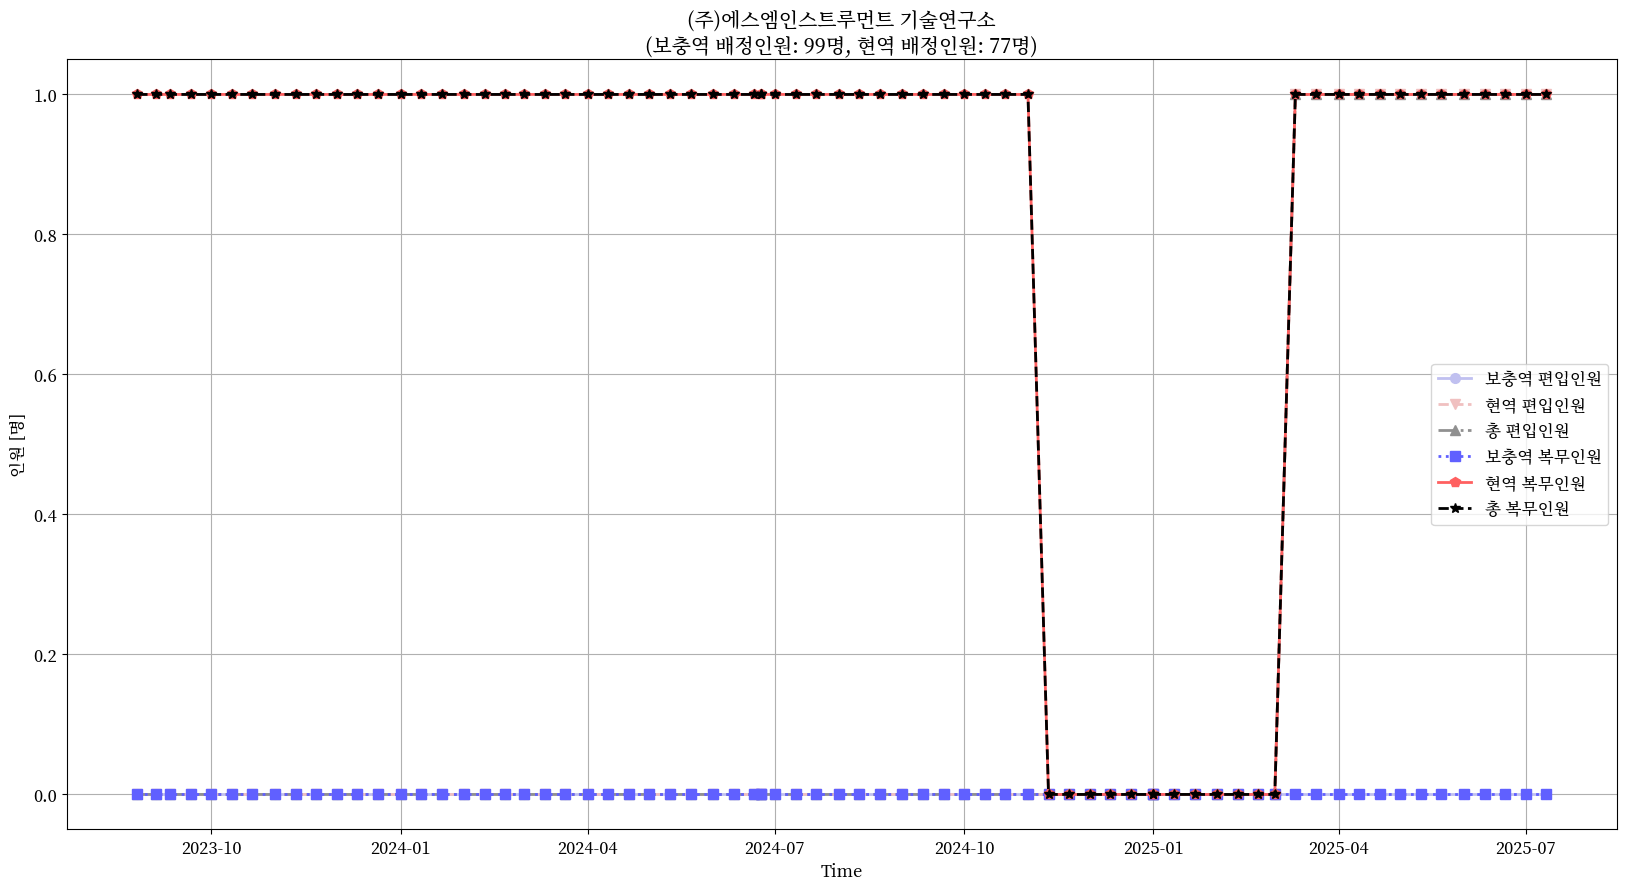 (주)에스엠인스트루먼트 기술연구소
(보충역 배정인원: 99명, 현역 배정인원: 77명)
1.0
0.8
0.6
0.4
0.2
0.0
인원 [명]
보충역 편입인원
현역 편입인원
총 편입인원
보충역 복무인원
현역 복무인원
총 복무인원
2023-10
2024-01
2024-04
2024-07
2024-10
2025-01
2025-04
2025-07
Time